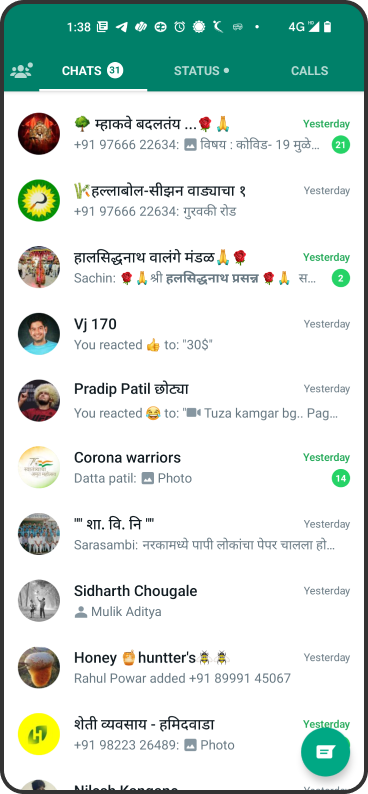 1:38 4G
CHATS 31 STATUS CALLS
🌳 म्हाकवे बदलतंय ...🌹🙏 Yesterday
+91 97666 22634: विषय : कोविड- 19 मुळे... 21
🎋हल्लाबोल-सीझन वाड्याचा १ Yesterday
+91 97666 22634: गुरवकी रोड
हालसिद्धनाथ वालंगे मंडळ🙏🌹 Yesterday
Sachin: 🌹🙏श्री हलसिद्धनाथ प्रसन्न 🌹🙏 स... 2
Vj 170 Yesterday
You reacted 👍 to: "30$"
Pradip Patil छोट्या Yesterday
You reacted 😂 to: "Tuza kamgar bg.. Pag...
Corona warriors Yesterday
Datta patil: Photo 14
"" शा. वि. नि "" Yesterday
Sarasambi: नरकामध्ये पापी लोकांचा पेपर चालला हो...
Sidharth Chougale Yesterday
Mulik Aditya
Honey 🍯huntter's🪰🪰 Yesterday
Rahul Powar added +91 89991 45067
शेती व्यवसाय - हमिदवाडा Yesterday
+91 98223 26489: Photo